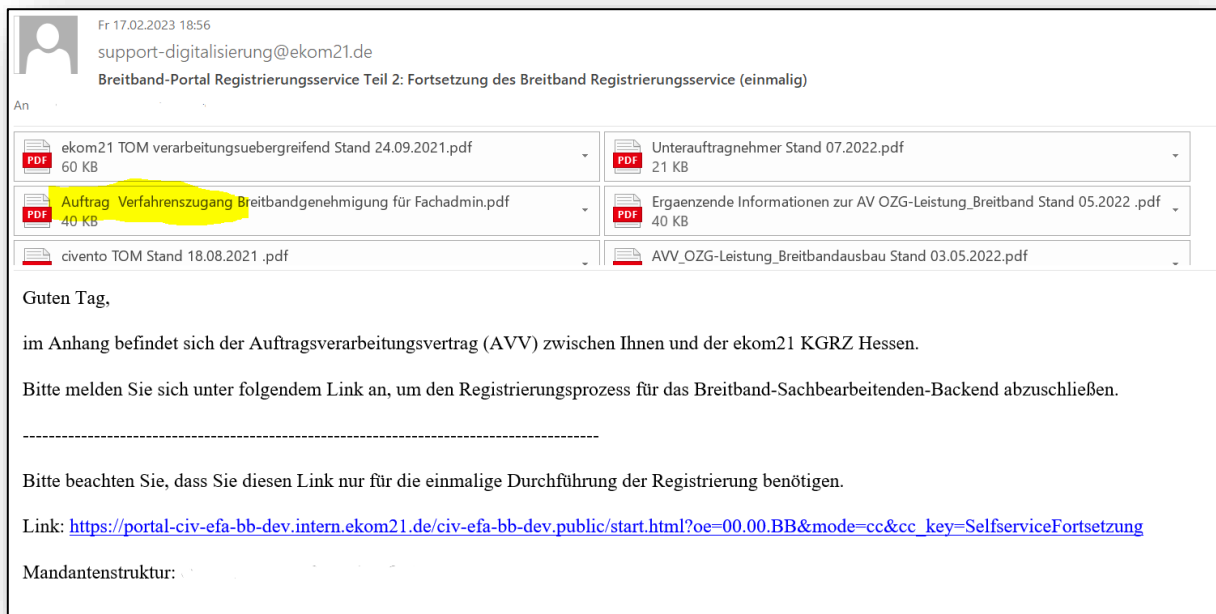 Fr 17.02.2023 18:56
support-digitalisierung@ekom21.de
Breitband-Portal Registrierungsservice Teil 2: Fortsetzung des Breitband Registrierungsservice (einmalig)
An
PDF ekom21 TOM verarbeitungsuebergreifend Stand 24.09.2021.pdf
60 KB
PDF Unterauftragnehmer Stand 07.2022.pdf
21 KB
PDF Auftrag  Verfahrenszugang Breitbandgenehmigung für Fachadmin.pdf
40 KB
PDF Ergaenzende Informationen zur AV OZG-Leistung_Breitband Stand 05.2022 .pdf
40 KB
civento TOM Stand 18.08.2021 .pdf
AVV_OZG-Leistung_Breitbandausbau Stand 03.05.2022.pdf
Guten Tag,
im Anhang befindet sich der Auftragsverarbeitungsvertrag (AVV) zwischen Ihnen und der ekom21 KGRZ Hessen.
Bitte melden Sie sich unter folgendem Link an, um den Registrierungsprozess für das Breitband-Sachbearbeitenden-Backend abzuschließen.
-----------------------------------------------------------------------------------------
Bitte beachten Sie, dass Sie diesen Link nur für die einmalige Durchführung der Registrierung benötigen.
Link: https://portal-civ-efa-bb-dev.intern.ekom21.de/civ-efa-bb-dev.public/start.html?oe=00.00.BB&mode=cc&cc_key=SelfserviceFortsetzung
Mandantenstruktur: